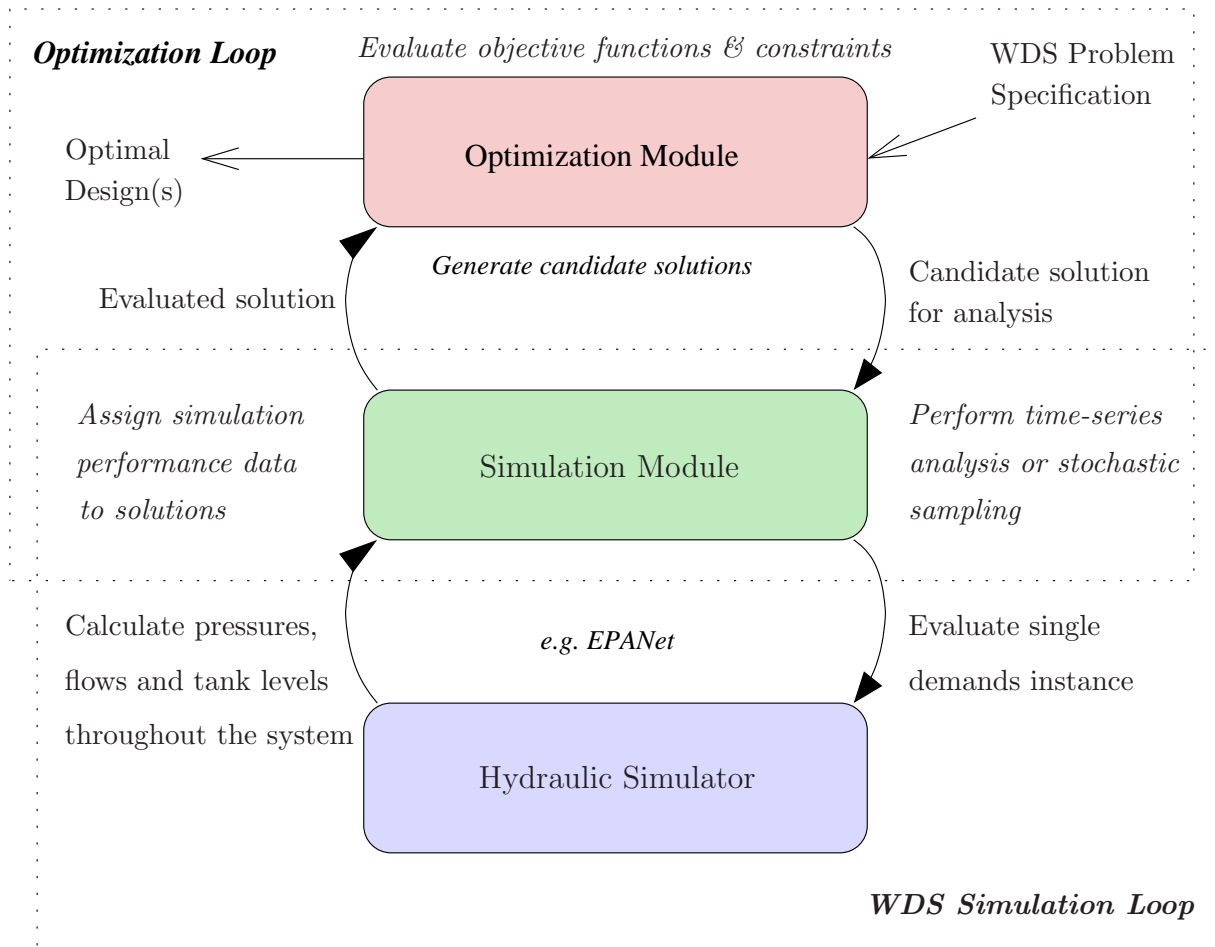 Optimization Loop
Evaluate objective functions & constraints
WDS Problem
Specification
Optimal
Design(s)
Optimization Module
Generate candidate solutions
Evaluated solution
Candidate solution
for analysis
Assign simulation
performance data
to solutions
Simulation Module
Perform time-series
analysis or stochastic
sampling
Calculate pressures,
flows and tank levels
throughout the system
e.g. EPANet
Evaluate single
demands instance
Hydraulic Simulator
WDS Simulation Loop